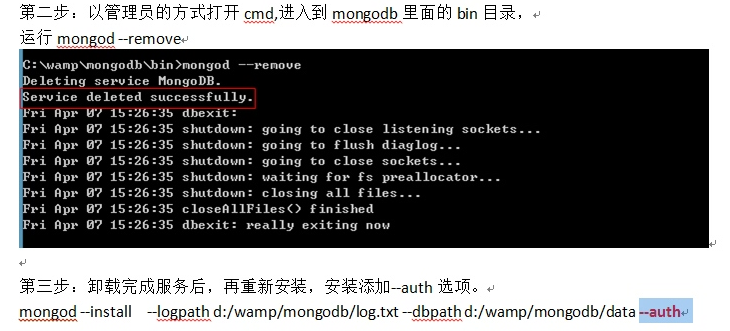 第二步：以管理员的方式打开 cmd,进入到 mongodb 里面的 bin 目录，
运行 mongod --remove
C:\wamp\mongodb\bin>mongod --remove
Deleting service MongoDB.
Service deleted successfully.
Fri Apr 07 15:26:35 dbexit:
Fri Apr 07 15:26:35 shutdown: going to close listening sockets...
Fri Apr 07 15:26:35 shutdown: going to flush diaglog...
Fri Apr 07 15:26:35 shutdown: going to close sockets...
Fri Apr 07 15:26:35 shutdown: waiting for fs preallocator...
Fri Apr 07 15:26:35 shutdown: closing all files...
Fri Apr 07 15:26:35 closeAllFiles() finished
Fri Apr 07 15:26:35 dbexit: really exiting now
第三步：卸载完成服务后，再重新安装，安装添加--auth 选项。
mongod --install --logpath d:/wamp/mongodb/log.txt --dbpath d:/wamp/mongodb/data --auth